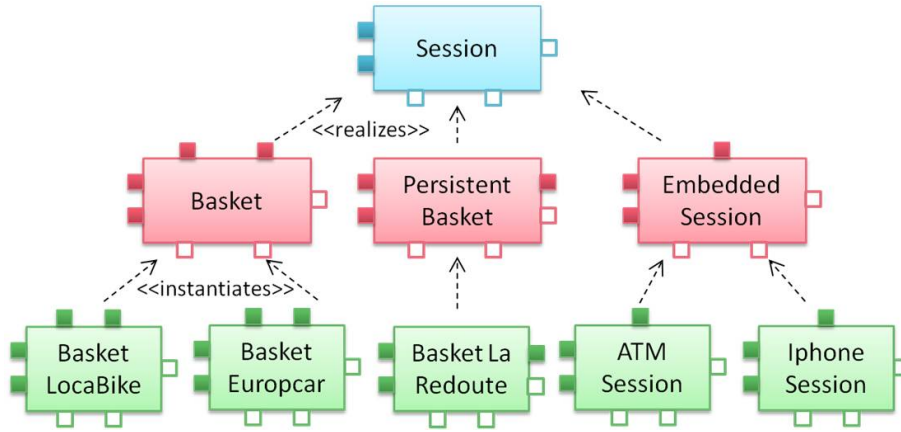 Session
<<realizes>>
Basket
Persistent
Basket
Embedded
Session
<<instantiates>>
Basket
LocaBike
Basket
Europcar
Basket La
Redoute
ATM
Session
Iphone
Session